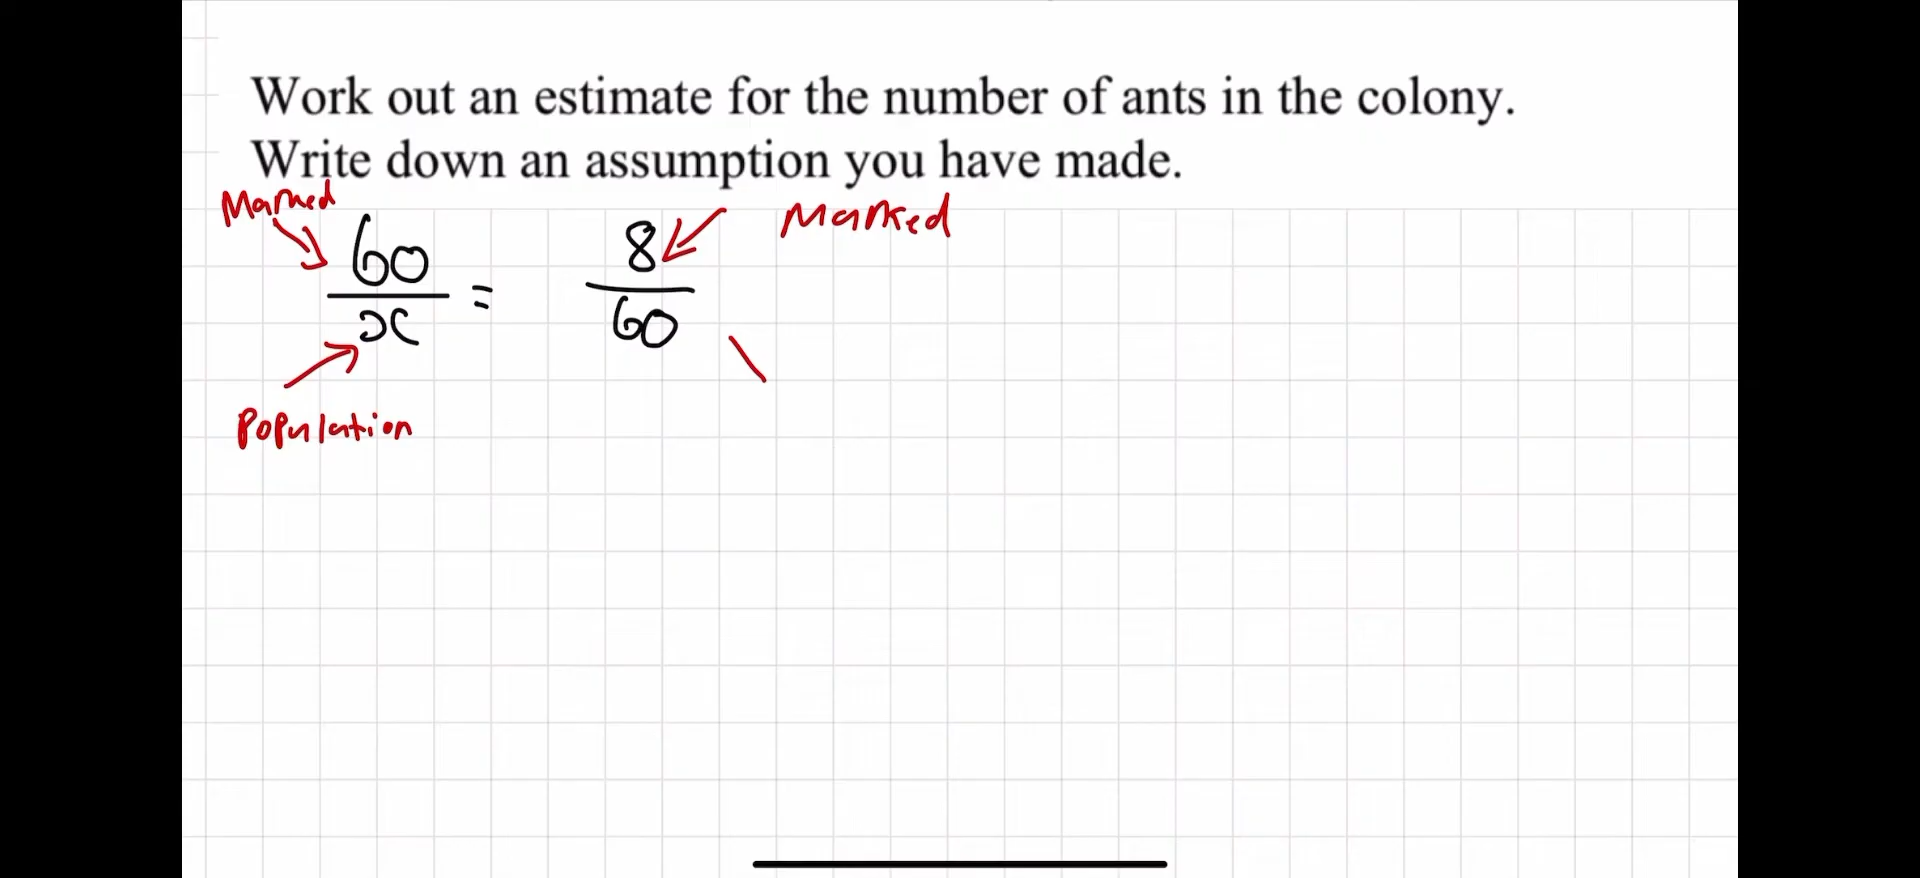 Work out an estimate for the number of ants in the colony.
Write down an assumption you have made.
Marked
60/x = 8/60
Marked
Population